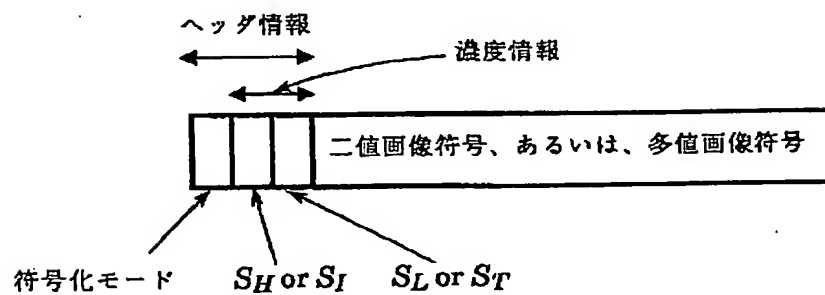 ヘッダ情報
濃度情報
二値画像符号、あるいは、多値画像符号
符号化モード S_H or S_I S_L or S_T